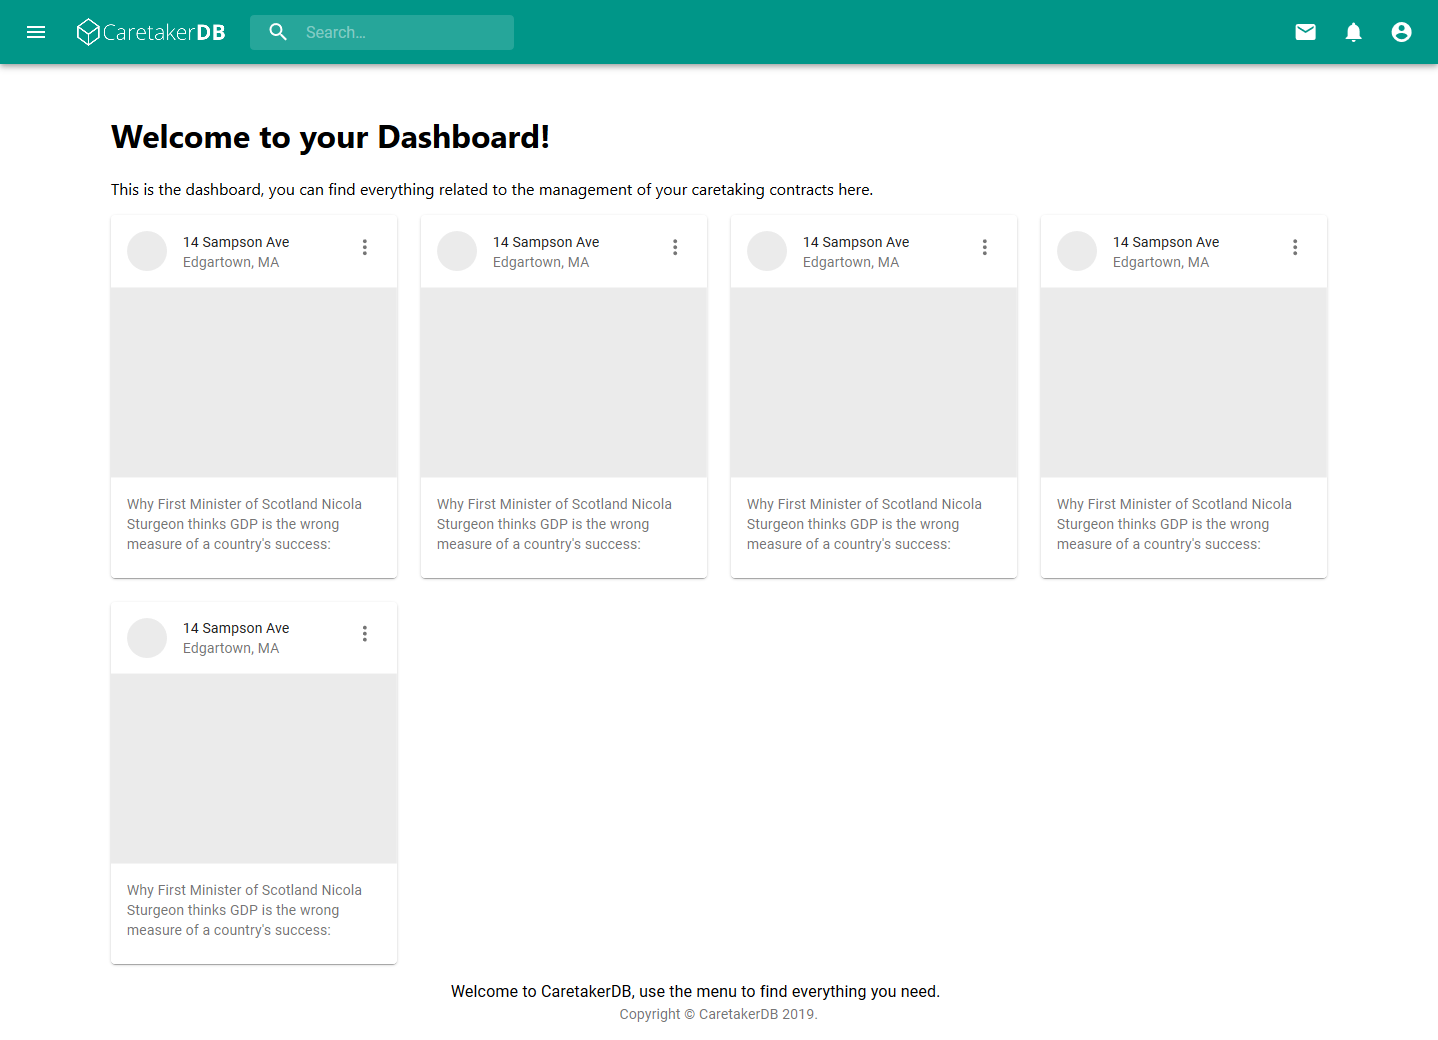 CaretakerDB
Search...
Welcome to your Dashboard!
This is the dashboard, you can find everything related to the management of your caretaking contracts here.
14 Sampson Ave
Edgartown, MA
Why First Minister of Scotland Nicola
Sturgeon thinks GDP is the wrong
measure of a country's success:
14 Sampson Ave
Edgartown, MA
Why First Minister of Scotland Nicola
Sturgeon thinks GDP is the wrong
measure of a country's success:
14 Sampson Ave
Edgartown, MA
Why First Minister of Scotland Nicola
Sturgeon thinks GDP is the wrong
measure of a country's success:
14 Sampson Ave
Edgartown, MA
Why First Minister of Scotland Nicola
Sturgeon thinks GDP is the wrong
measure of a country's success:
14 Sampson Ave
Edgartown, MA
Why First Minister of Scotland Nicola
Sturgeon thinks GDP is the wrong
measure of a country's success:
Welcome to CaretakerDB, use the menu to find everything you need.
Copyright © CaretakerDB 2019.